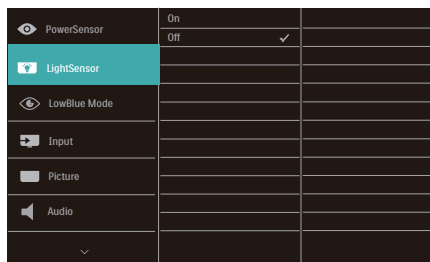 PowerSensor
On
Off
LightSensor
LowBlue Mode
Input
Picture
Audio